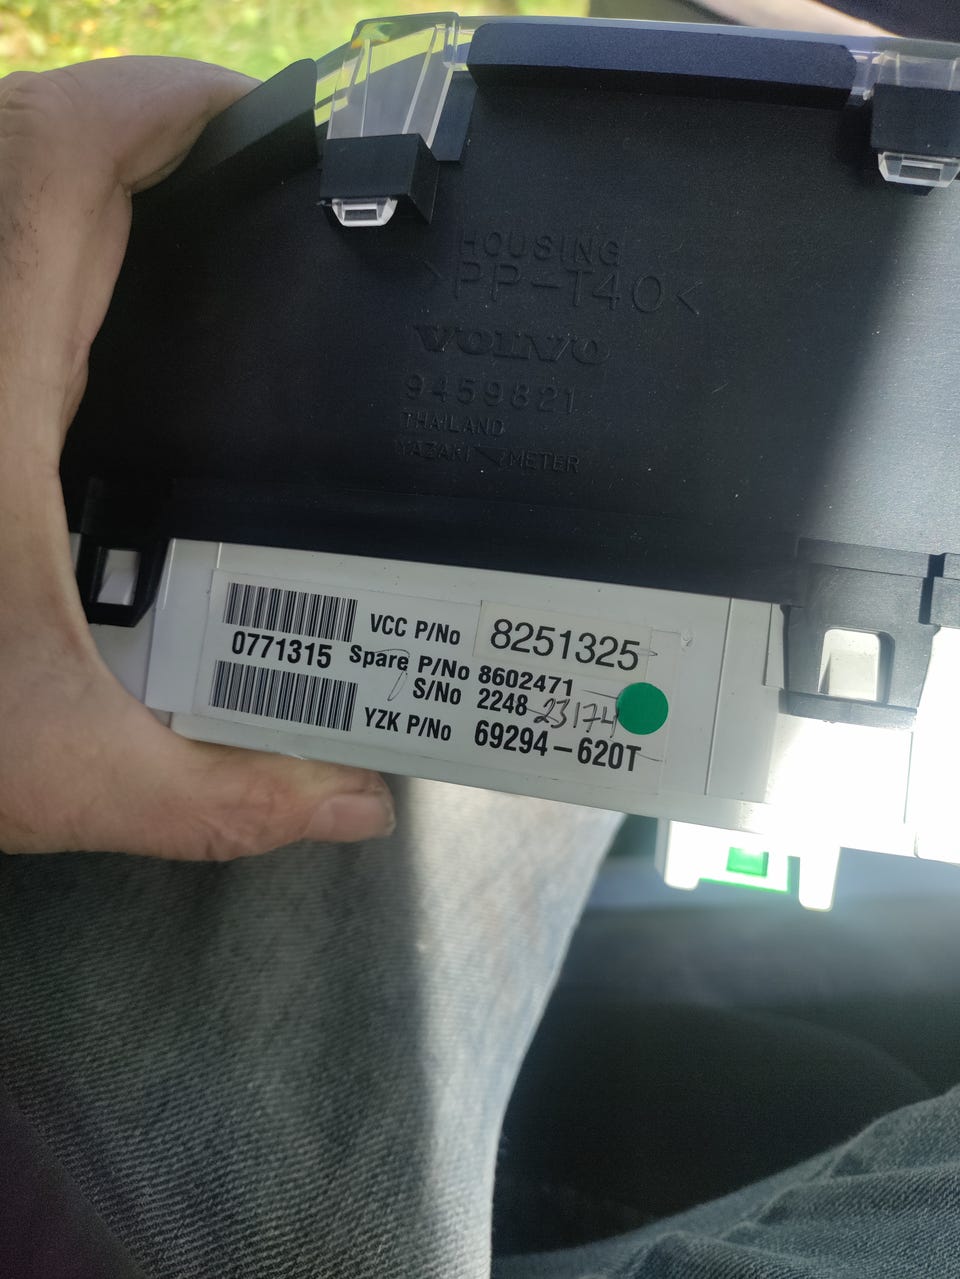 HOUSING
>PP-T40<
VOLVO
9459821
THAILAND
YAZAKI METER
VCC P/No 8251325
0771315 Spare P/No 8602471
S/No 2248 23174
YZK P/No 69294-620T